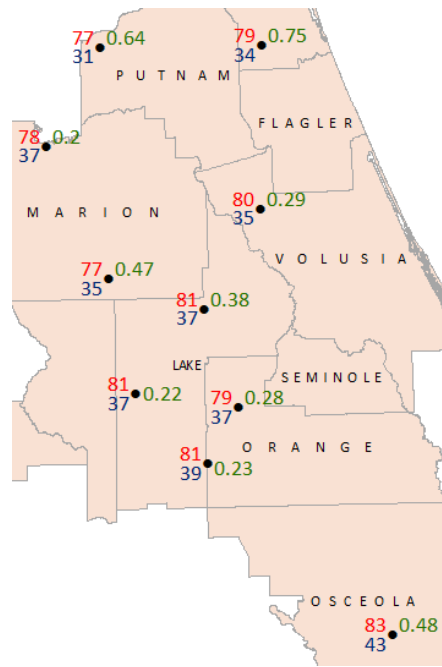 77 0.64
31
79 0.75
34
PUTNAM
FLAGLER
78 0.2
37
80 0.29
35
MARION
VOLUSIA
77 0.47
35
81 0.38
37
LAKE
SEMINOLE
81 0.22
37
79 0.28
37
ORANGE
81 0.23
39
OSCEOLA
83 0.48
43